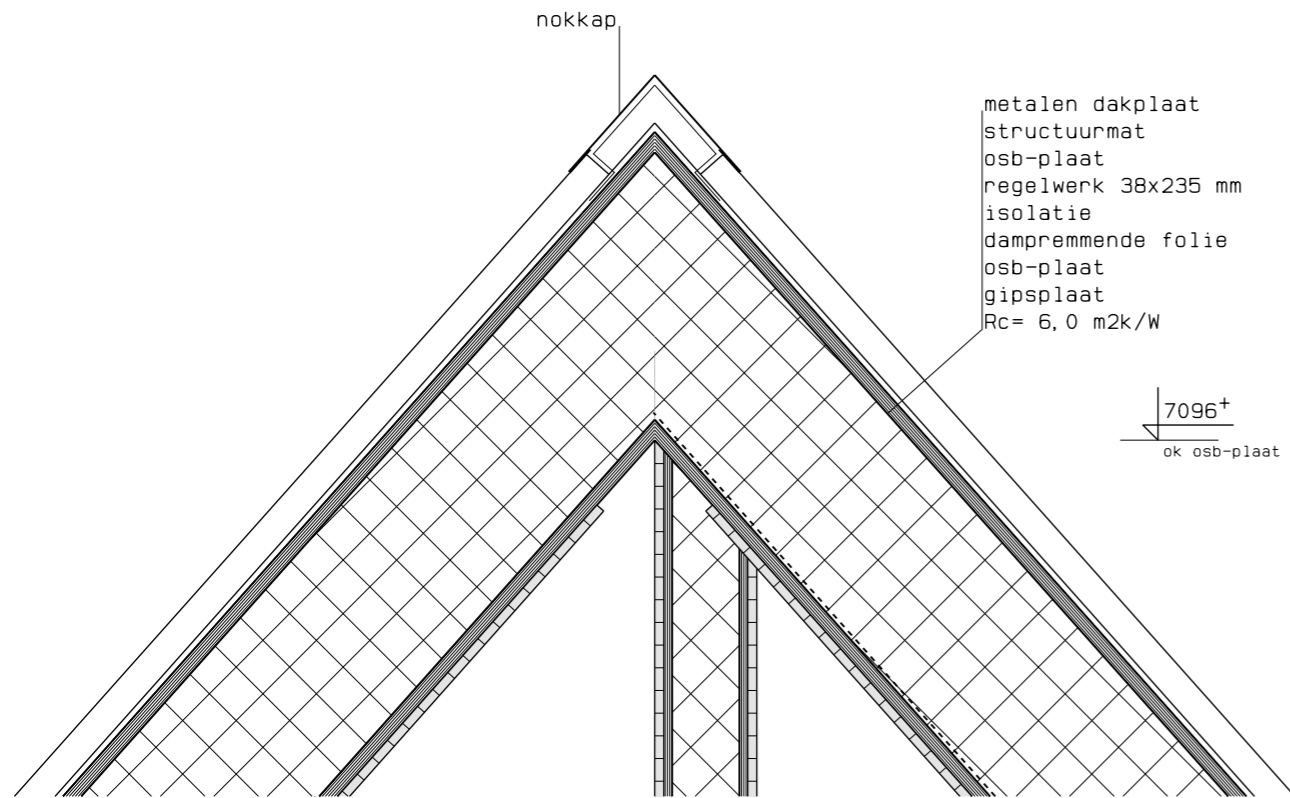 nokkap
metalen dakplaat
structuurmat
osb-plaat
regelwerk 38x235 mm
isolatie
dampremmende folie
osb-plaat
gipsplaat
Rc= 6,0 m2k/W
7096+
ok osb-plaat